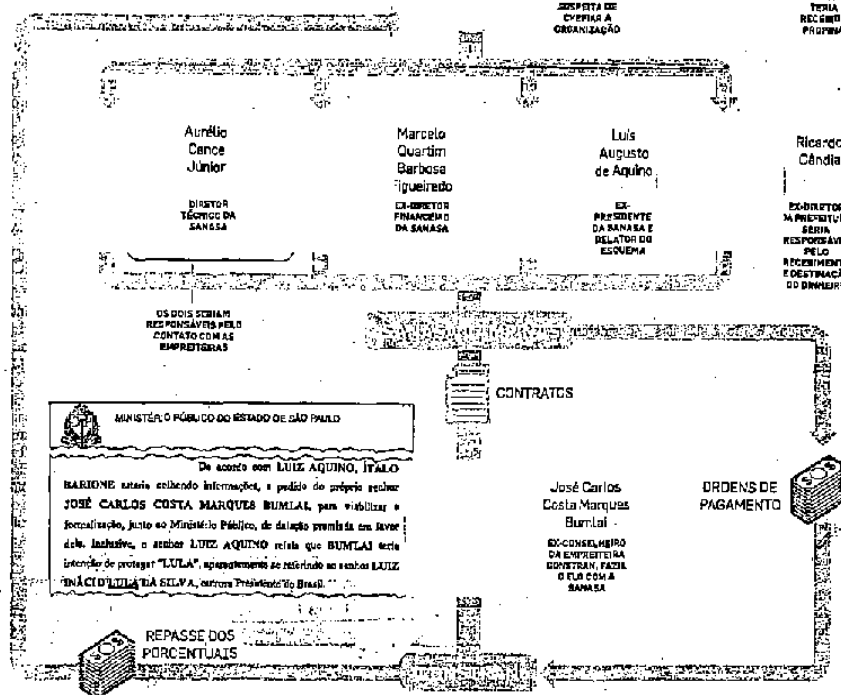 SUSPEITA DE
CHEFIAR A
ORGANIZAÇÃO
TERIA
RECEBIDO
PROPINA
Aurélio
Cance
Júnior
DIRETOR
TÉCNICO DA
SANASA
Marcelo
Quartim
Barbosa
Figueiredo
EX-DIRETOR
FINANCEIRO
DA SANASA
Luís
Augusto
de Aquino
EX-
PRESIDENTE
DA SANASA E
DELATOR DO
ESQUEMA
Ricardo
Cândia
EX-DIRETOR
DA PREFEITURA
SERIA
RESPONSÁVEL
PELO
RECEBIMENTO
E DESTINAÇÃO
DO DINHEIRO
OS DOIS SERIAM
RESPONSÁVEIS PELO
CONTATO COM AS
EMPREITEIRAS
CONTRATOS
MINISTÉRIO PÚBLICO DO ESTADO DE SÃO PAULO
De acordo com LUIZ AQUINO, ÍTALO
BARIONE estaria colhendo informações, a pedido do próprio senhor
JOSÉ CARLOS COSTA MARQUES BUMLAI, para viabilizar a
formalização, junto ao Ministério Público, de delação premiada em favor
dele. Inclusive, o senhor LUIZ AQUINO relata que BUMLAI teria
intenção de proteger "LULA", aparentemente se referindo ao senhor LUIZ
INÁCIO LULA DA SILVA, outrora Presidente do Brasil.
José Carlos
Costa Marques
Bumlai
EX-CONSELHEIRO
DA EMPREITEIRA
CONSTRAN, FAZIA
O ELO COM A
SANASA
ORDENS DE
PAGAMENTO
REPASSE DOS
PORCENTUAIS